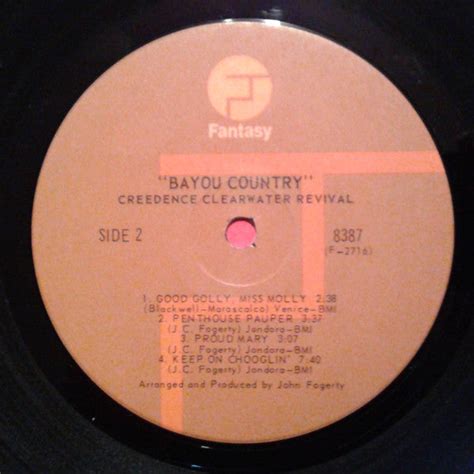 Fantasy
"BAYOU COUNTRY"
CREEDENCE CLEARWATER REVIVAL
SIDE 2
8387
(F-2716)
1. GOOD GOLLY, MISS MOLLY 2:38
(Blackwell-Marascalco) Venice-BMI
2. PENTHOUSE PAUPER 3:37
(J.C. Fogerty) Jondora-BMI
3. PROUD MARY 3:07
(J.C. Fogerty) Jondora-BMI
4. KEEP ON CHOOGLIN' 7:40
(J.C. Fogerty) Jondora-BMI
Arranged and Produced by John Fogerty